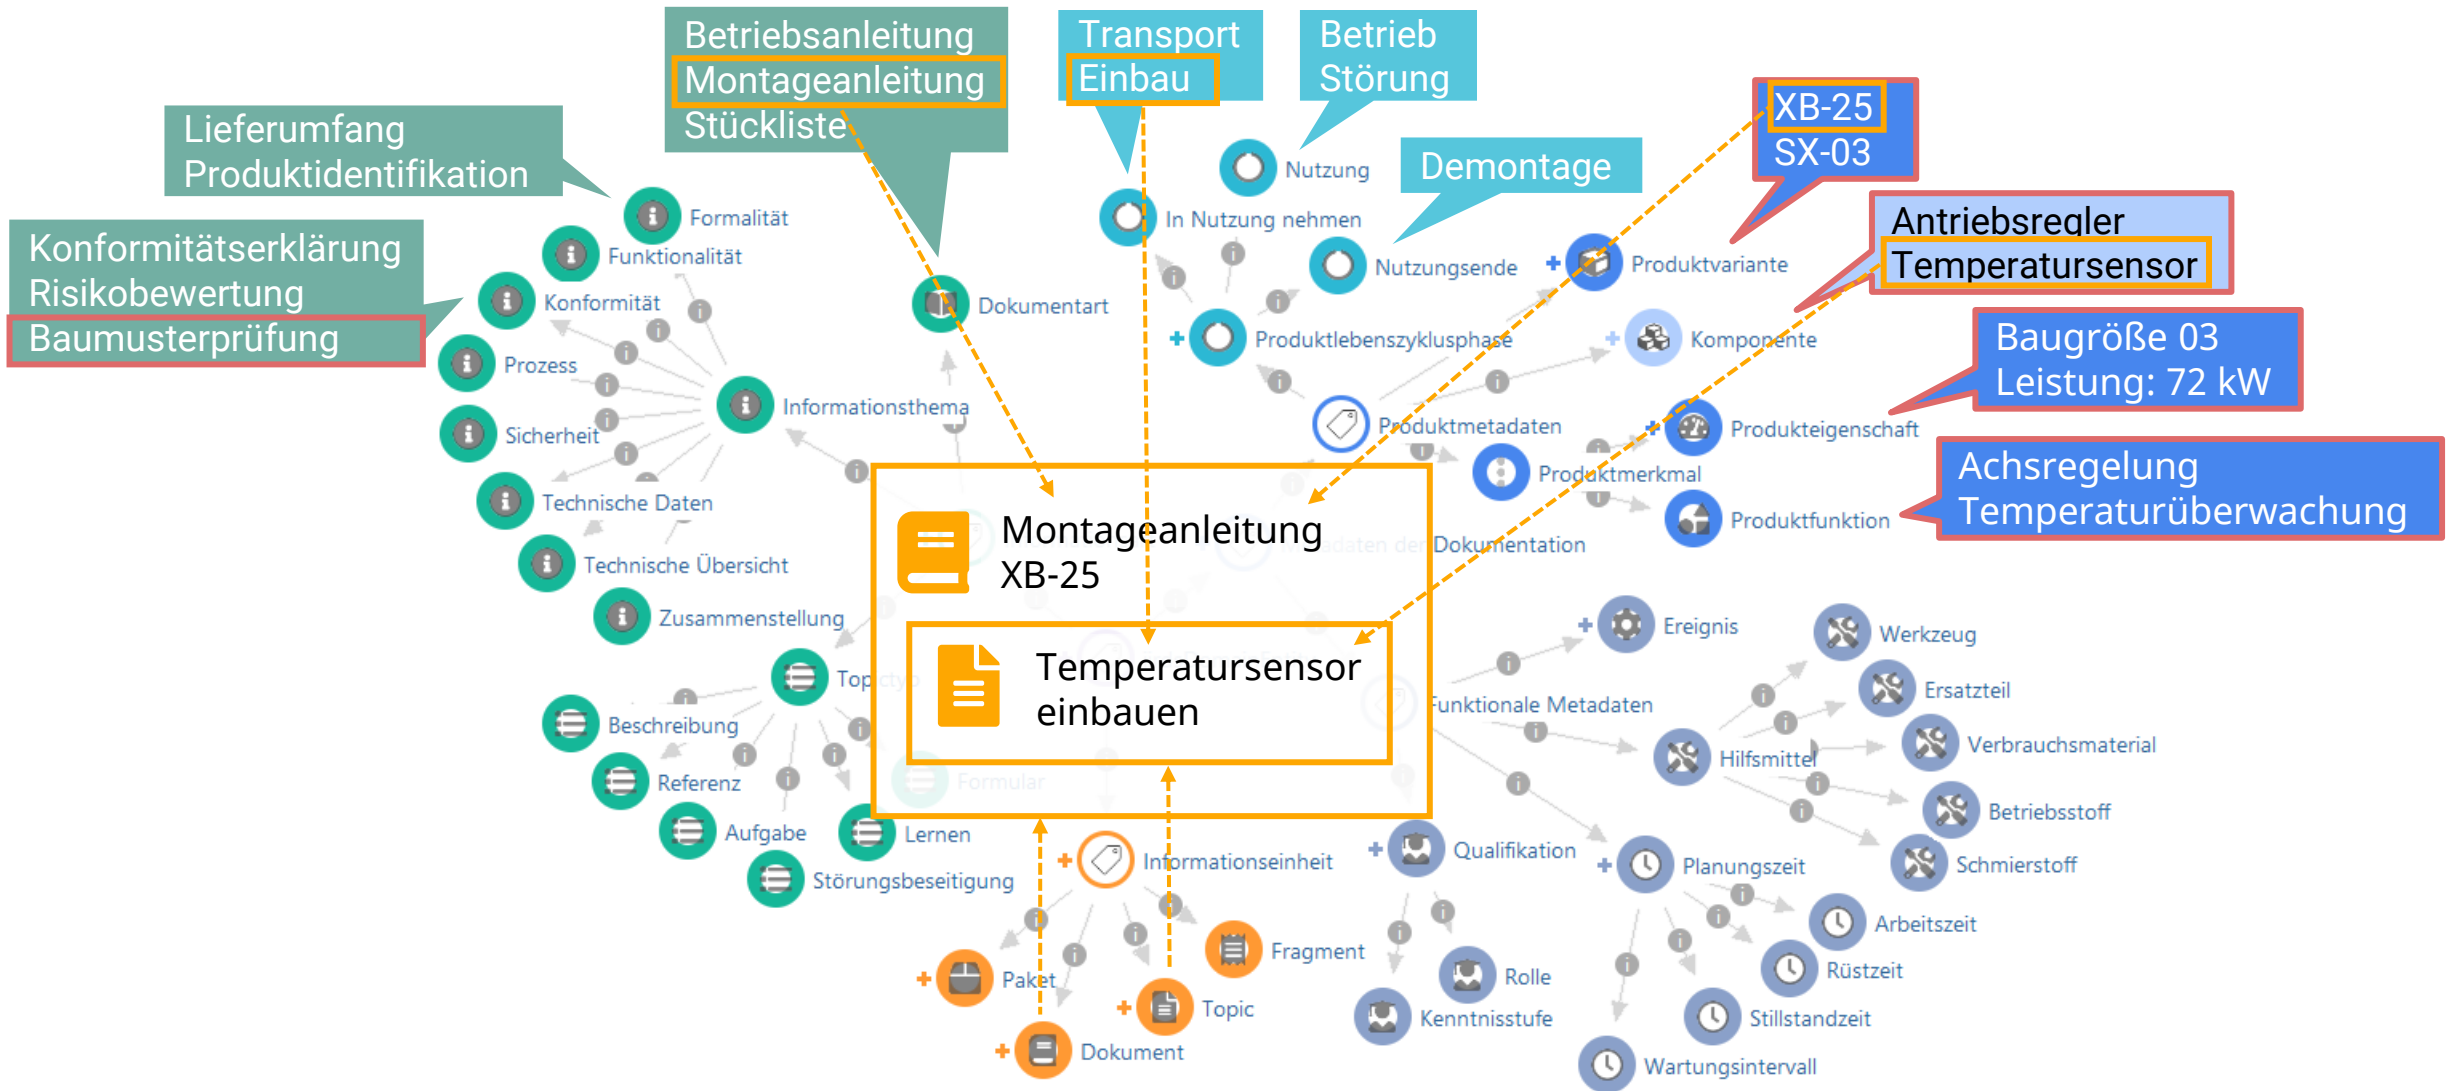 Betriebsanleitung
Montageanleitung
Stückliste
Transport
Einbau
Betrieb
Störung
XB-25
SX-03
Lieferumfang
Produktidentifikation
Demontage
Nutzung
In Nutzung nehmen
Nutzungsende
Antriebsregler
Temperatursensor
Konformitätserklärung
Risikobewertung
Baumusterprüfung
Formalität
Funktionalität
Konformität
Prozess
Sicherheit
Technische Daten
Technische Übersicht
Zusammenstellung
Informationsthema
Dokumentart
Produktlebenszyklusphase
Produktvariante
Komponente
Baugröße 03
Leistung: 72 kW
Produktmetadaten
Produkteigenschaft
Produktmerkmal
Produktfunktion
Achsregelung
Temperaturüberwachung
Metadaten der Dokumentation
Montageanleitung
XB-25
Temperatursensor
einbauen
Topictyp
Beschreibung
Referenz
Aufgabe
Störungsbeseitigung
Lernen
Formular
Ereignis
Funktionale Metadaten
Hilfsmittel
Werkzeug
Ersatzteil
Verbrauchsmaterial
Betriebsstoff
Schmierstoff
Informationseinheit
Paket
Dokument
Topic
Fragment
Qualifikation
Rolle
Kenntnisstufe
Planungszeit
Arbeitszeit
Rüstzeit
Stillstandzeit
Wartungsintervall